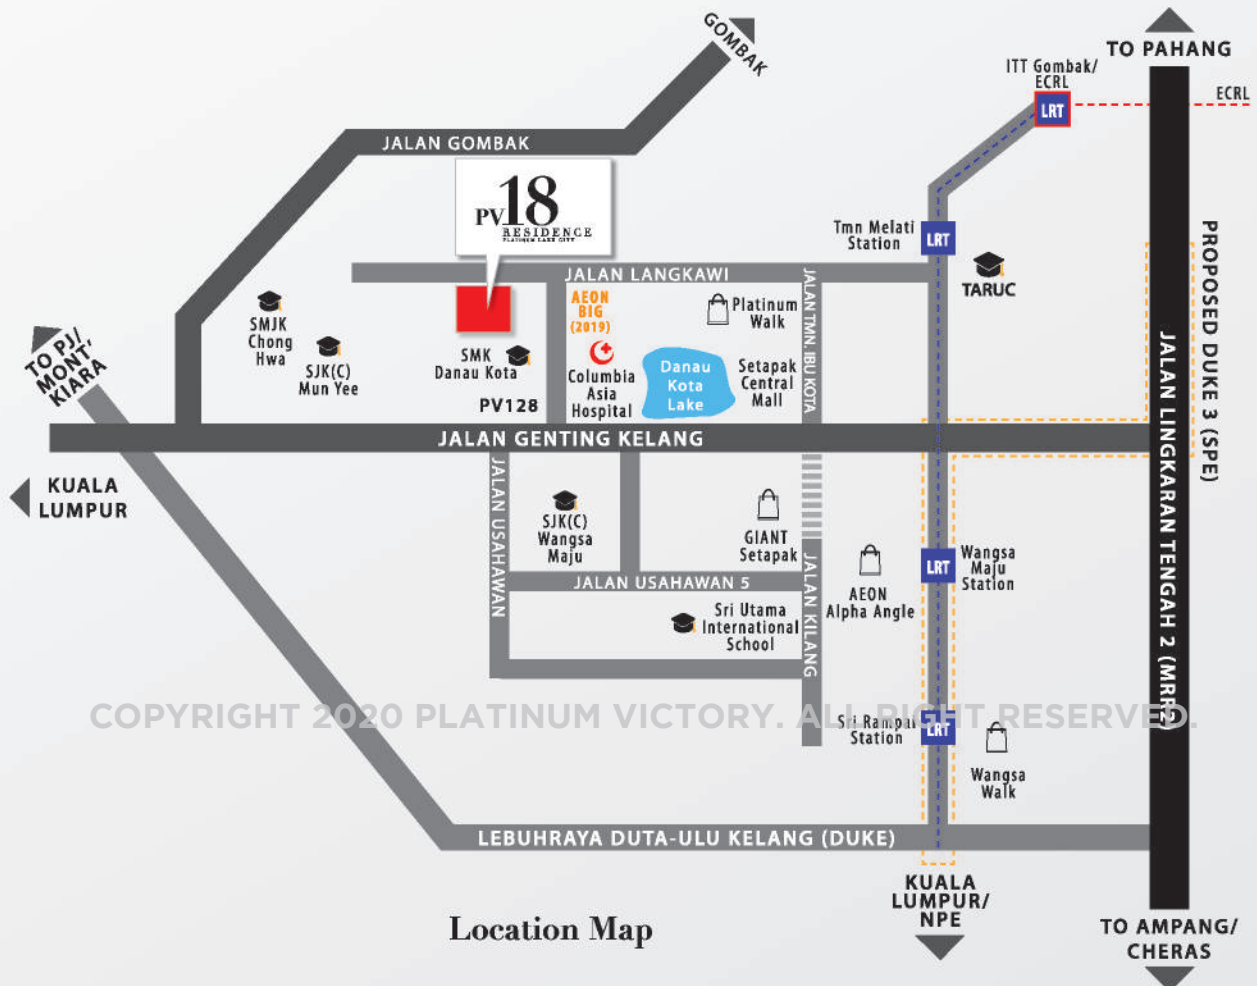 GOMBAK
TO PAHANG
ITT Gombak/
ECRL
LRT
ECRL
JALAN GOMBAK
PV18
RESIDENCE
PLATINUM LAKE CITY
Tmn Melati
Station
LRT
TARUC
JALAN LANGKAWI
JALAN TMN. IBU KOTA
PROPOSED DUKE 3 (SPE)
JALAN LINGKARAN TENGAH 2 (MRR2)
AEON
BIG
(2019)
Platinum
Walk
SMJK
Chong
Hwa
SJK(C)
Mun Yee
SMK
Danau Kota
Columbia
Asia
Hospital
Danau
Kota
Lake
Setapak
Central
Mall
TO PJ/
MONT'
KIARA
PV128
JALAN GENTING KELANG
KUALA
LUMPUR
JALAN USAHAWAN
SJK(C)
Wangsa
Maju
GIANT
Setapak
JALAN KILANG
AEON
Alpha Angle
LRT
Wangsa
Maju
Station
JALAN USAHAWAN 5
Sri Utama
International
School
COPYRIGHT 2020 PLATINUM VICTORY. ALL RIGHT RESERVED.
Sri Rampai
Station
LRT
Wangsa
Walk
LEBUHRAYA DUTA-ULU KELANG (DUKE)
KUALA
LUMPUR/
NPE
Location Map
TO AMPANG/
CHERAS